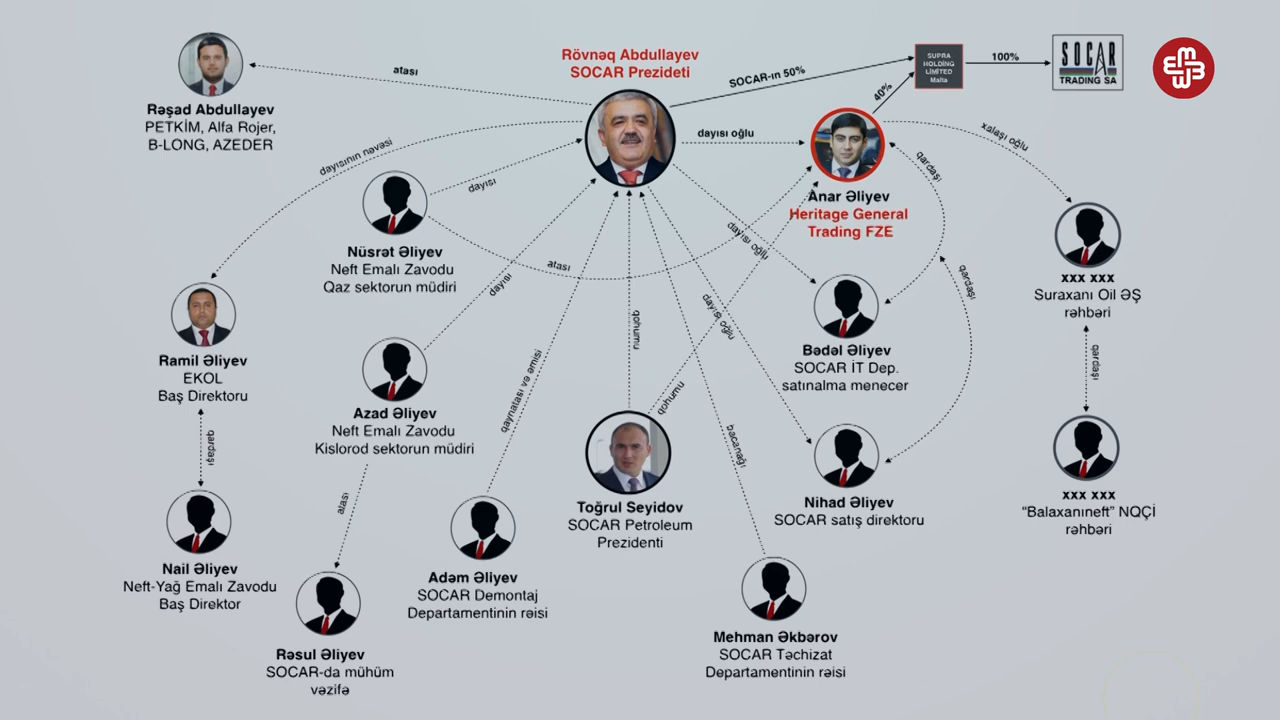 Rövnəq Abdullayev
SOCAR Prezideti
atası
SOCAR-ın 50%
SUPRA
HOLDİNG
LİMİTED
Malta
100%
SOCAR
TRADING SA
40%
Rəşad Abdullayev
PETKİM, Alfa Rojer,
B-LONG, AZEDER
dayısının nəvəsi
dayısı
dayısı oğlu
xalası oğlu
qardaşı
Anar Əliyev
Heritage General
Trading FZE
Nüsrət Əliyev
Neft Emalı Zavodu
Qaz sektorun müdiri
atası
dayısı oğlu
dayısı
qardaşı
xxx xxx
Suraxanı Oil ƏŞ
rəhbəri
Ramil Əliyev
EKOL
Baş Direktoru
dayısı oğlu
qohumu
Bədəl Əliyev
SOCAR İT Dep.
satınalma menecer
qardaşı
Azad Əliyev
Neft Emalı Zavodu
Kislorod sektorun müdiri
qaynatası və əmisi
qohumu
qardaşı
atası
bacanağı
Toğrul Seyidov
SOCAR Petroleum
Prezidenti
Nihad Əliyev
SOCAR satış direktoru
xxx xxx
“Balaxanıneft” NQÇİ
rəhbəri
Nail Əliyev
Neft-Yağ Emalı Zavodu
Baş Direktor
Adəm Əliyev
SOCAR Demontaj
Departamentinin rəisi
Rəsul Əliyev
SOCAR-da mühüm
vəzifə
Mehman Əkbərov
SOCAR Təchizat
Departamentinin rəisi